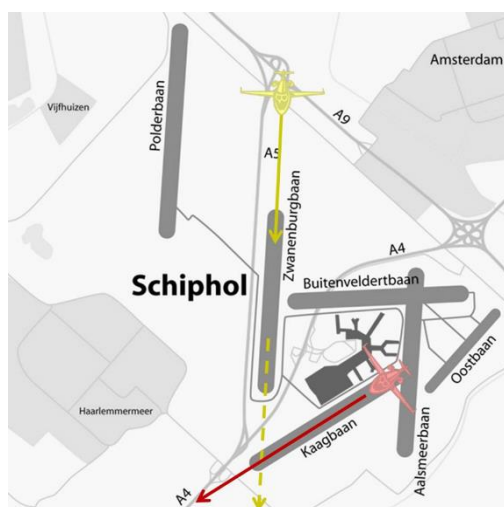 Amsterdam
Vijfhuizen
Polderbaan
A9
A5
Zwanenburgbaan
A4
Schiphol
Buitenveldertbaan
Oostbaan
Haarlemmermeer
Kaagbaan
Aalsmeerbaan
A4